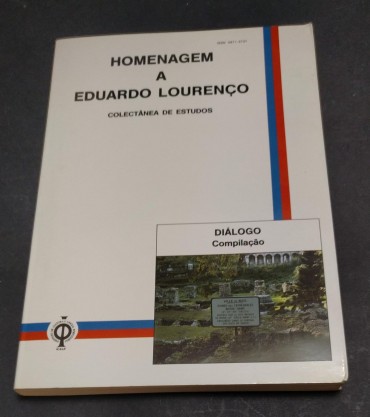 HOMENAGEM
A
EDUARDO LOURENÇO
COLECTÂNEA DE ESTUDOS
DIÁLOGO
Compilação